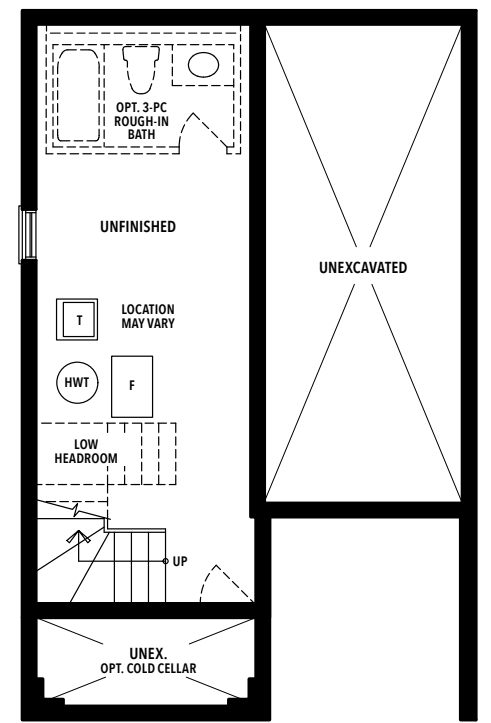 OPT. 3-PC
ROUGH-IN
BATH
UNFINISHED
UNEXCAVATED
T
LOCATION
MAY VARY
HWT
F
LOW
HEADROOM
UP
UNEX.
OPT. COLD CELLAR